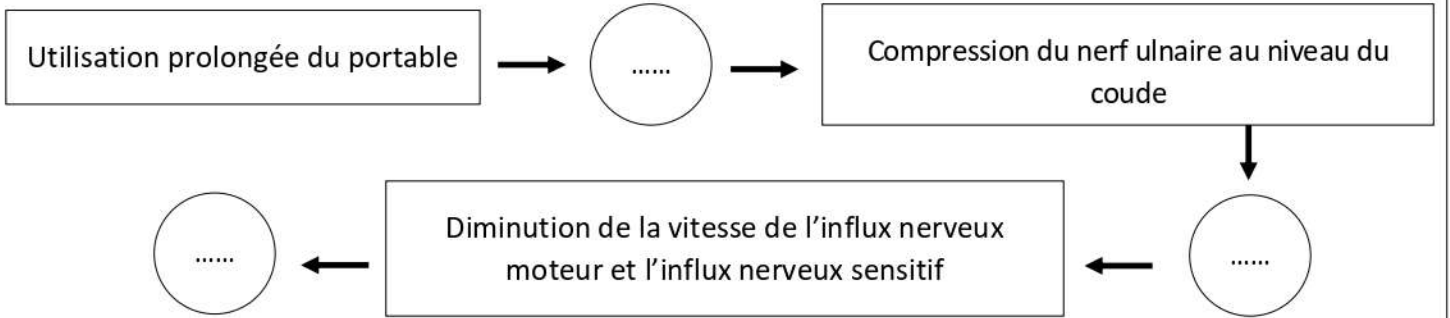 Utilisation prolongée du portable
......
Compression du nerf ulnaire au niveau du
coude
......
Diminution de la vitesse de l’influx nerveux
moteur et l’influx nerveux sensitif
......